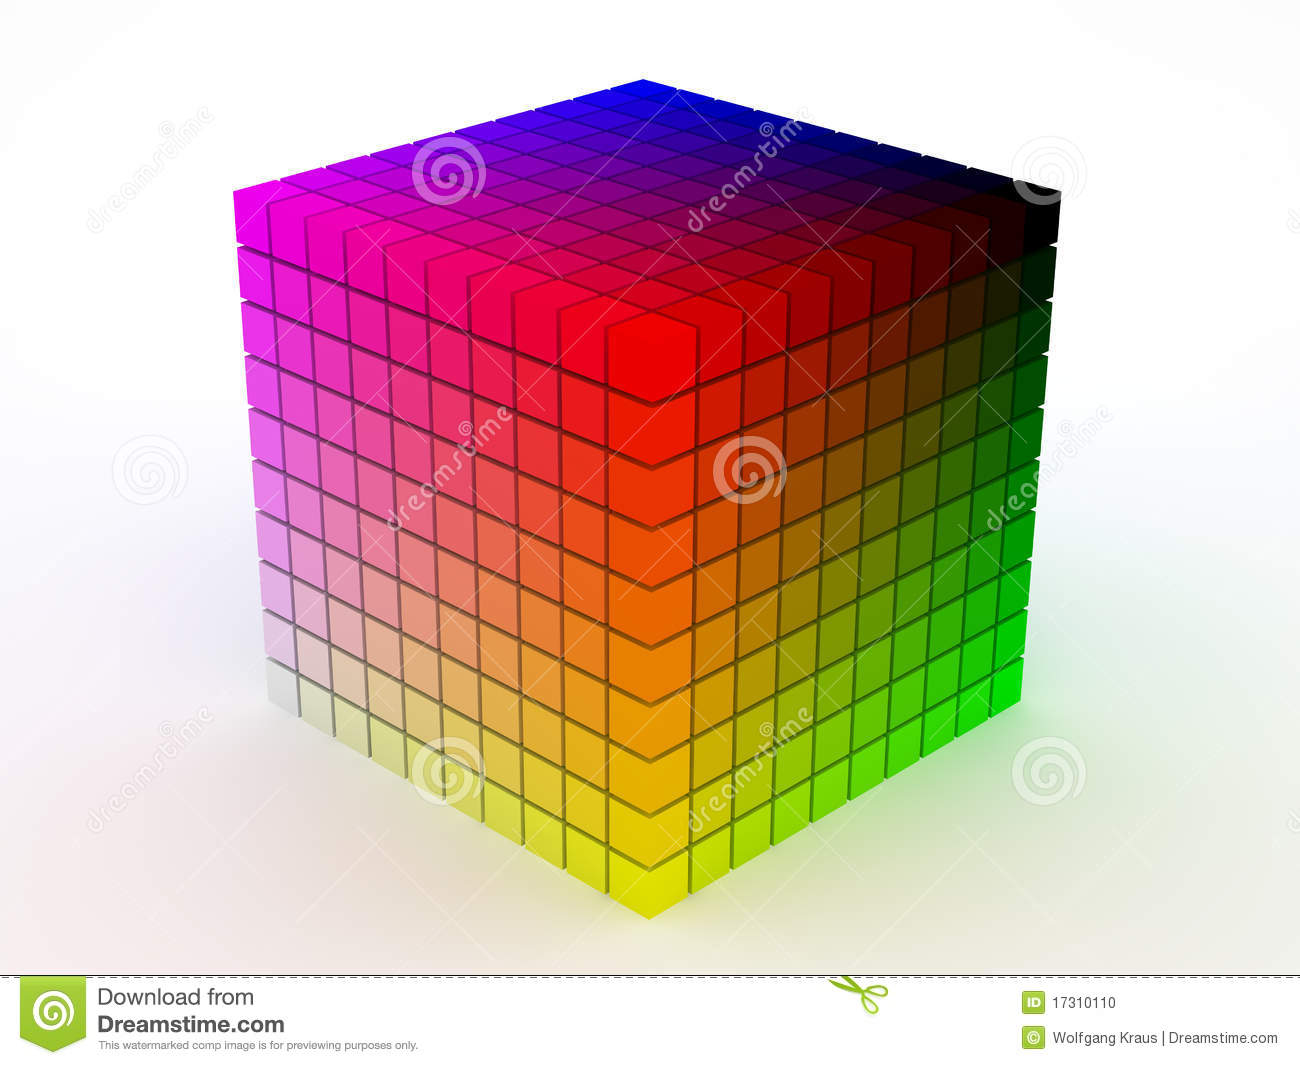 dreamstime
dreamstime
dreamstime
dreamstime
dreamstime
dreamstime
dreamstime
Download from
Dreamstime.com
This watermarked comp image is for previewing purposes only.
ID 17310110
© Wolfgang Kraus | Dreamstime.com